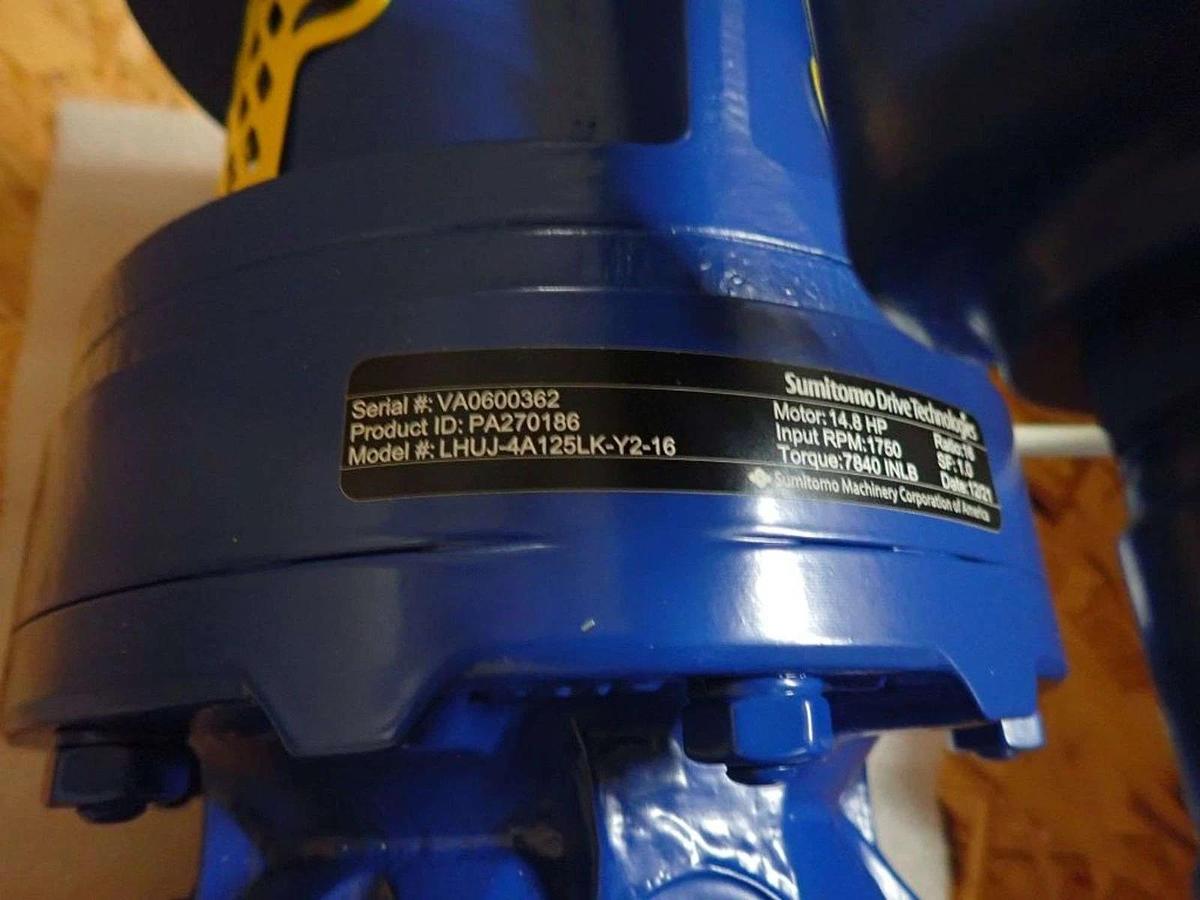 Sumitomo Drive Technologies
Serial #: VA0600362
Product ID: PA270186
Model #: LHUJ-4A125LK-Y2-16
Motor: 14.8 HP Ratio: 16
Input RPM: 1750 SF: 1.0
Torque: 7840 INLB Date: 12/21
Sumitomo Machinery Corporation of America